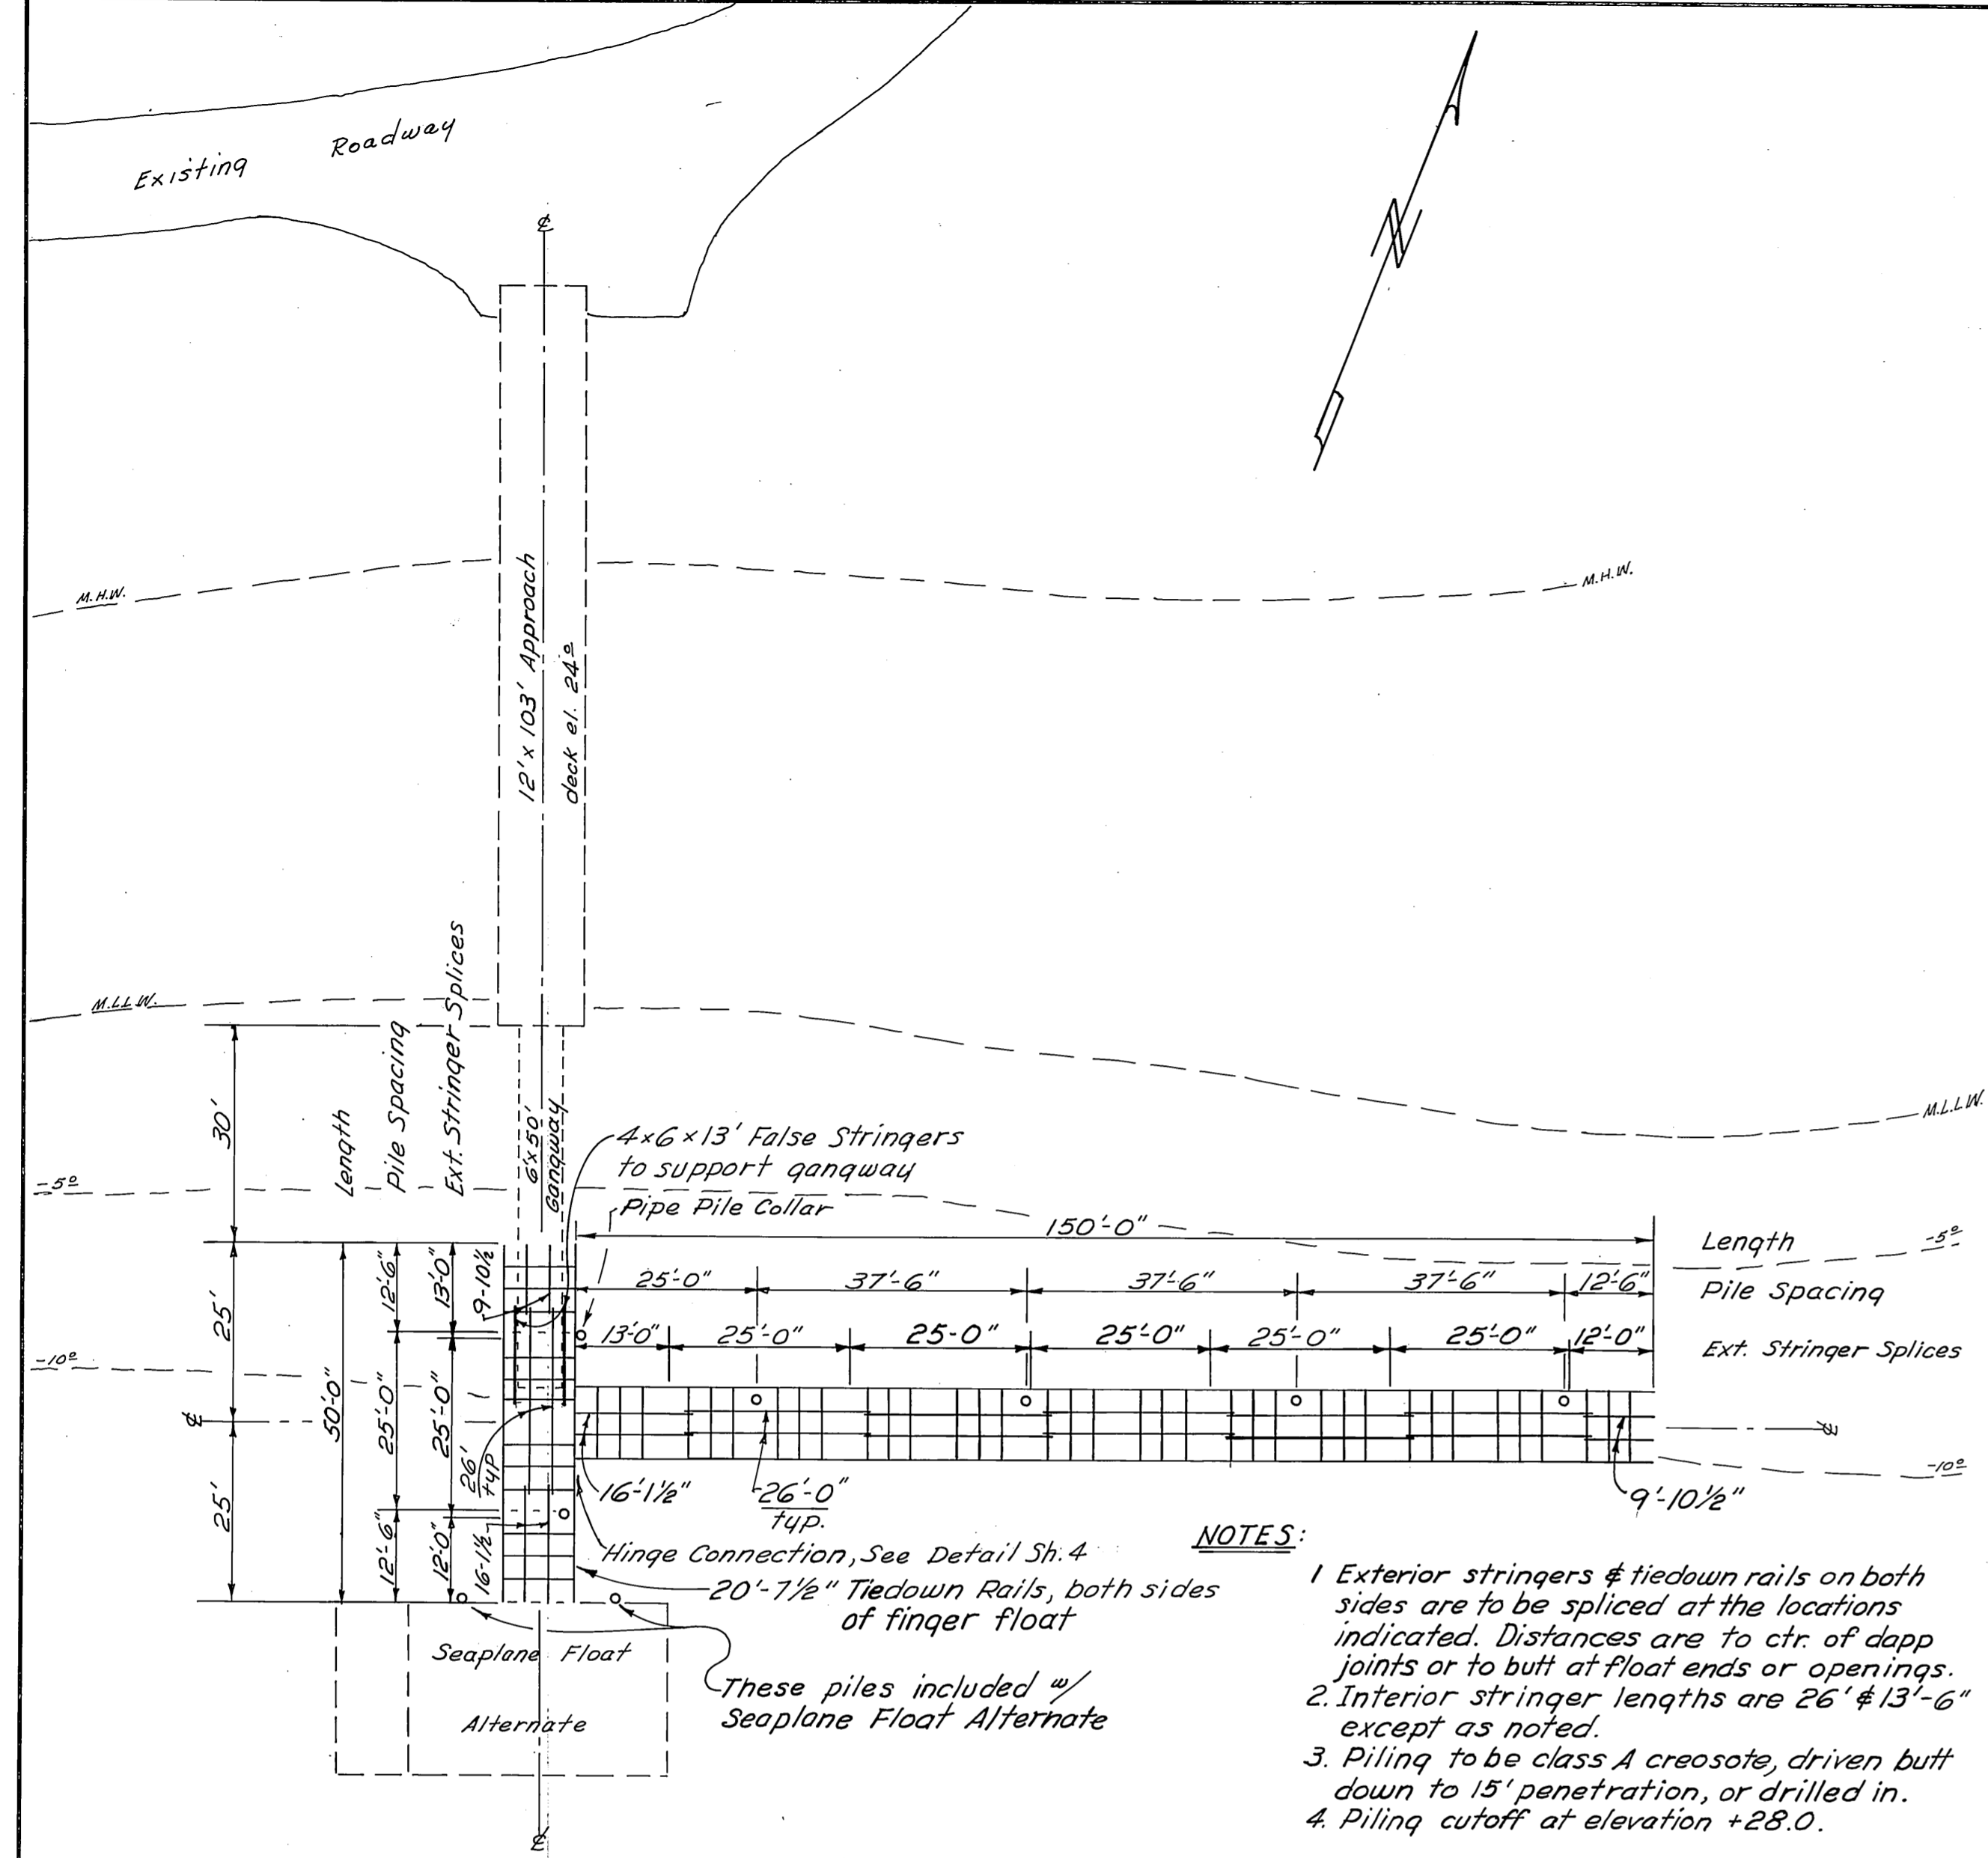 Existing Roadway
℄
N
12' x 103' Approach
deck el. 24º
M.H.W.
M.H.W.
M.L.L.W.
M.L.L.W.
30'
Length
Pile Spacing
Ext. Stringer Splices
6'x50'
Gangway
4x6x13' False Stringers
to support gangway
Pipe Pile Collar
-5º
-5º
150'-0"
Length
25'-0"
37'-6"
37'-6"
37'-6"
12'-6"
Pile Spacing
13'-0"
25'-0"
25-0"
25'-0"
25'-0"
25'-0"
12'-0"
Ext. Stringer Splices
25'
12'-6"
13'-0"
9-10½
-10º
50'-0"
25'-0"
25'-0"
26'
typ
℄
℄
-10º
25'
12'-6"
12'-0"
16-1½
16'-1½"
26'-0"
typ.
9'-10½"
Hinge Connection, See Detail Sh. 4
20'-7½" Tiedown Rails, both sides
of finger float
Seaplane Float
Alternate
These piles included w/
Seaplane Float Alternate
℄
NOTES:
1 Exterior stringers & tiedown rails on both
sides are to be spliced at the locations
indicated. Distances are to ctr. of dapp
joints or to butt at float ends or openings.
2. Interior stringer lengths are 26' & 13'-6"
except as noted.
3. Piling to be class A creosote, driven butt
down to 15' penetration, or drilled in.
4. Piling cutoff at elevation +28.0.